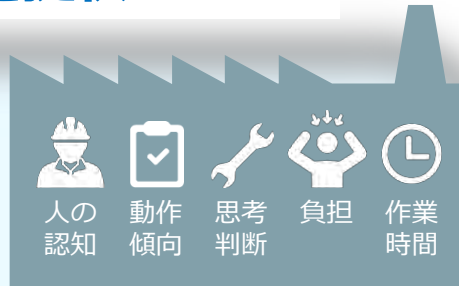 人の 動作 思考 負担 作業
認知 傾向 判断 時間